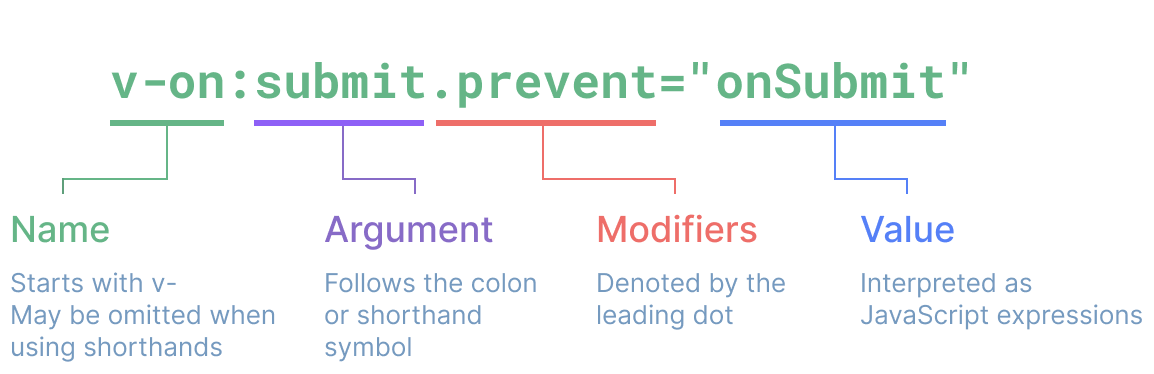 v-on:submit.prevent="onSubmit"
Name
Starts with v-
May be omitted when
using shorthands
Argument
Follows the colon
or shorthand
symbol
Modifiers
Denoted by the
leading dot
Value
Interpreted as
JavaScript expressions